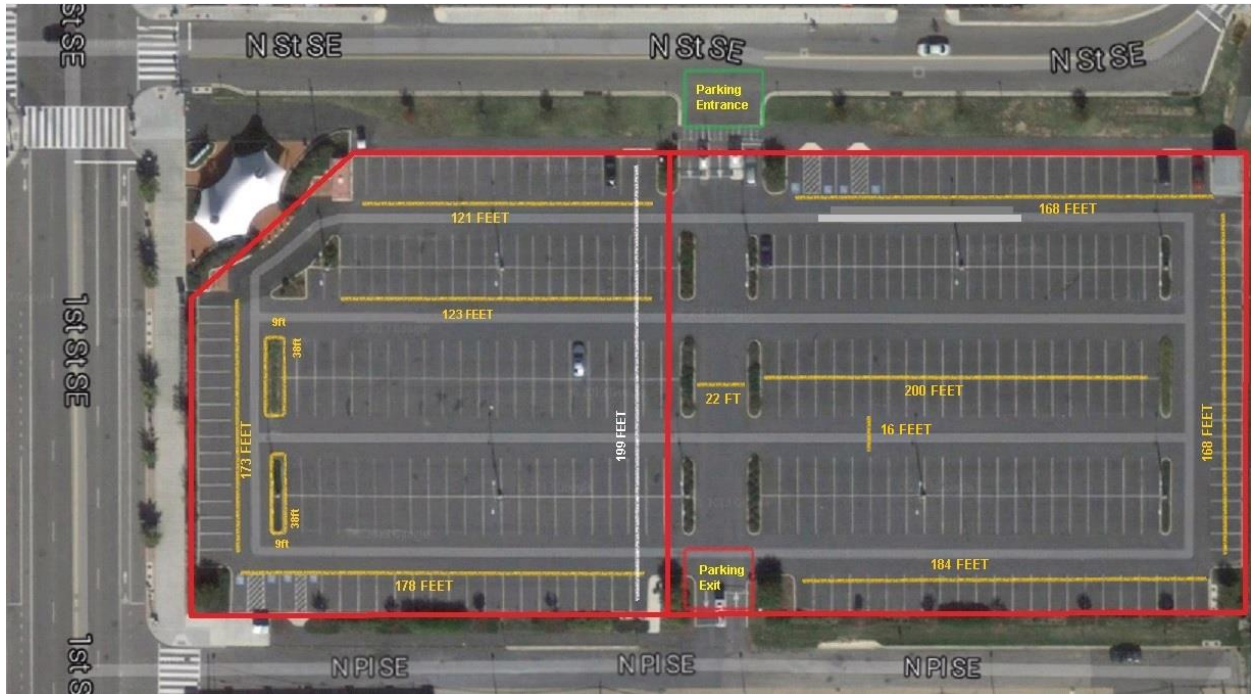 St SE
N St SE
N St SE
N St SE
Parking
Entrance
121 FEET
168 FEET
123 FEET
9ft
38ft
1st St SE
22 FT
200 FEET
16 FEET
199 FEET
173 FEET
168 FEET
38ft
9ft
178 FEET
Parking
Exit
184 FEET
1st S
N Pl SE
N Pl SE
N Pl SE